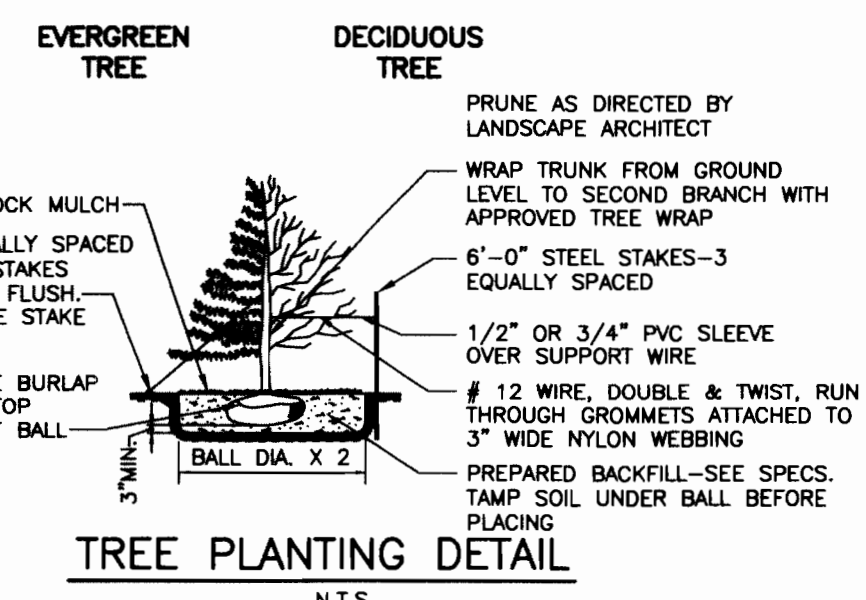 EVERGREEN
TREE
DECIDUOUS
TREE
PRUNE AS DIRECTED BY
LANDSCAPE ARCHITECT
WRAP TRUNK FROM GROUND
LEVEL TO SECOND BRANCH WITH
APPROVED TREE WRAP
6'-0" STEEL STAKES-3
EQUALLY SPACED
1/2" OR 3/4" PVC SLEEVE
OVER SUPPORT WIRE
# 12 WIRE, DOUBLE & TWIST, RUN
THROUGH GROMMETS ATTACHED TO
3" WIDE NYLON WEBBING
PREPARED BACKFILL-SEE SPECS.
TAMP SOIL UNDER BALL BEFORE
PLACING
MULCH
SPACED
STAKES
FLUSH.
STAKE
BURLAP
BALL
3"MIN.
BALL DIA. X 2
TREE PLANTING DETAIL
N.T.S.